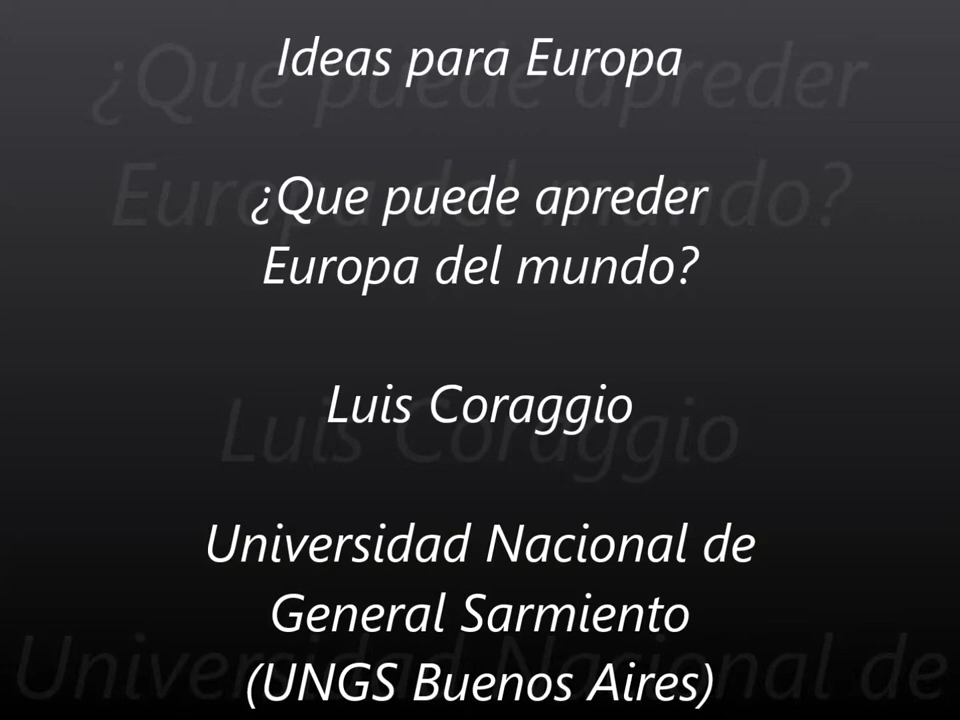 Ideas para Europa
¿Que puede apreder
Europa del mundo?
Luis Coraggio
Universidad Nacional de
General Sarmiento
(UNGS Buenos Aires)